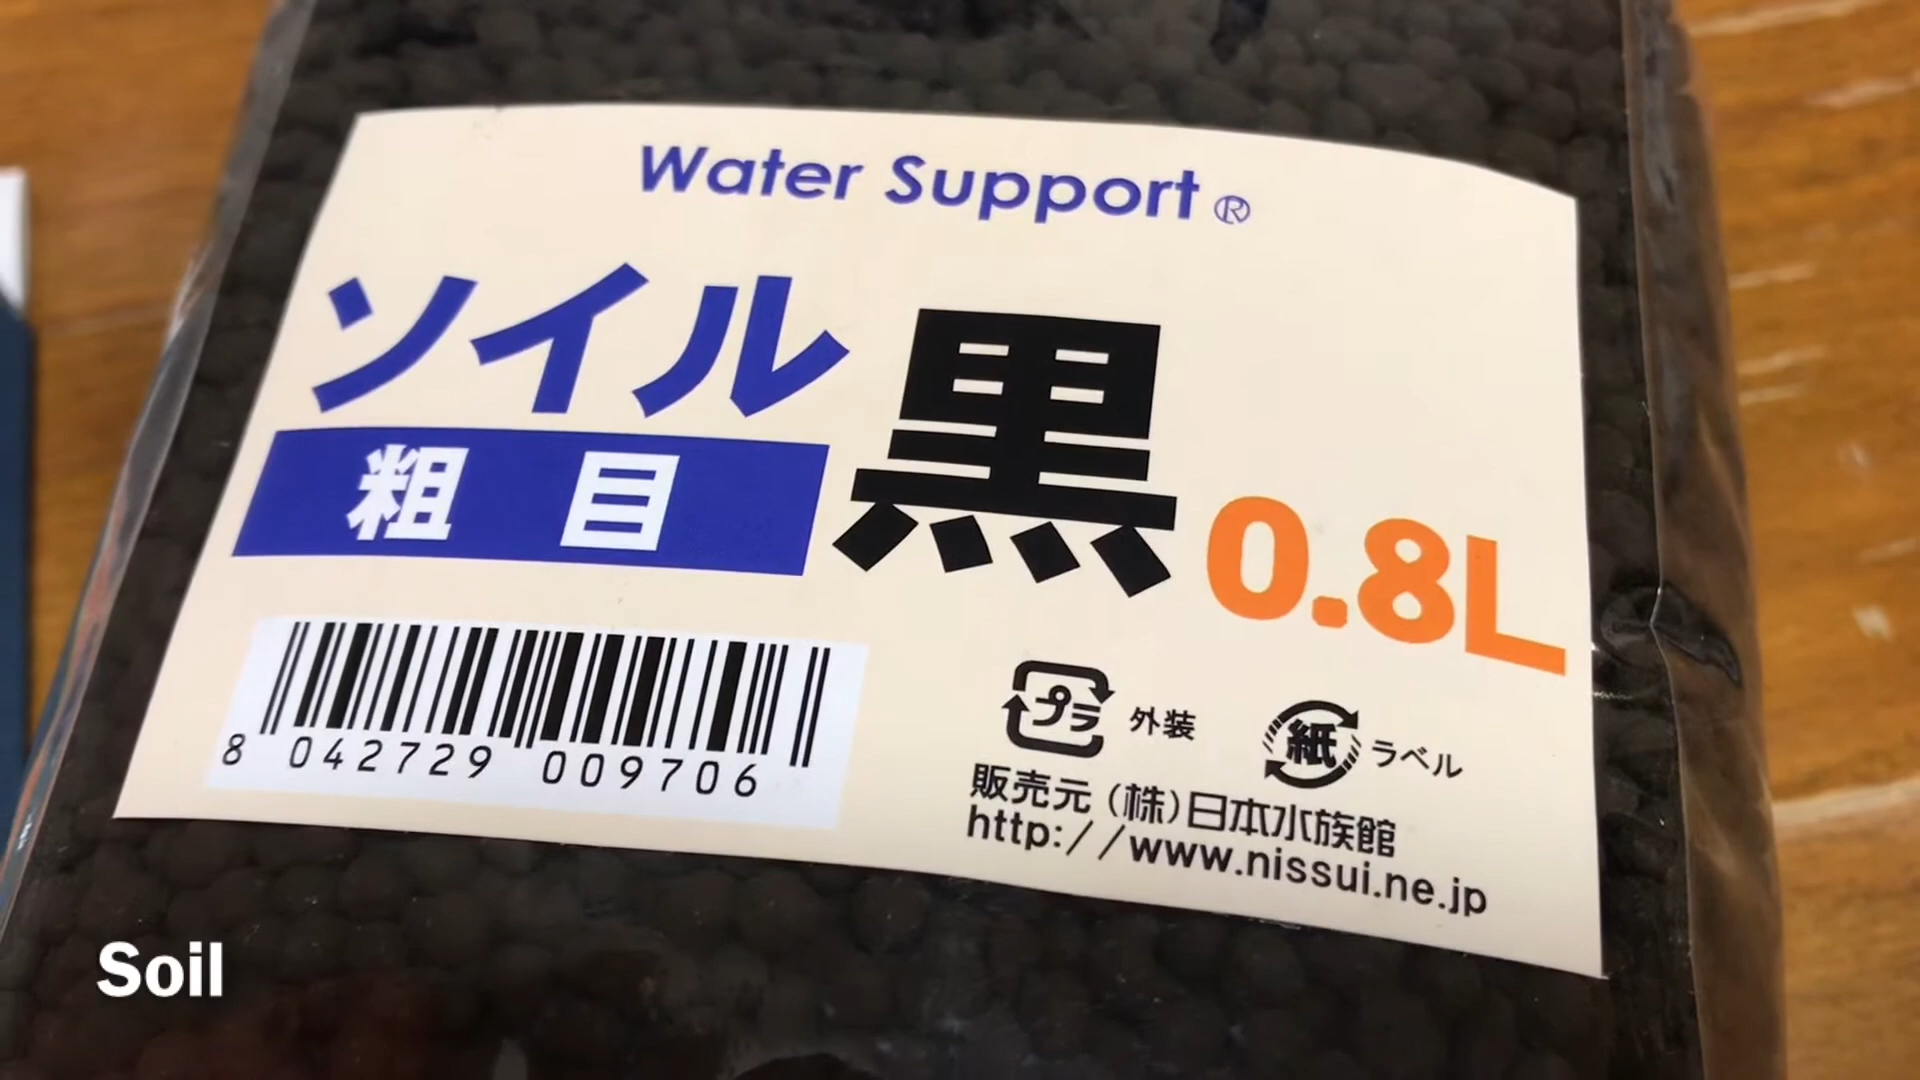 Water Support®
ソイル 黒 0.8L
粗目
8 042729 009706
プラ 外装 紙 ラベル
販売元 (株)日本水族館
http://www.nissui.ne.jp
Soil